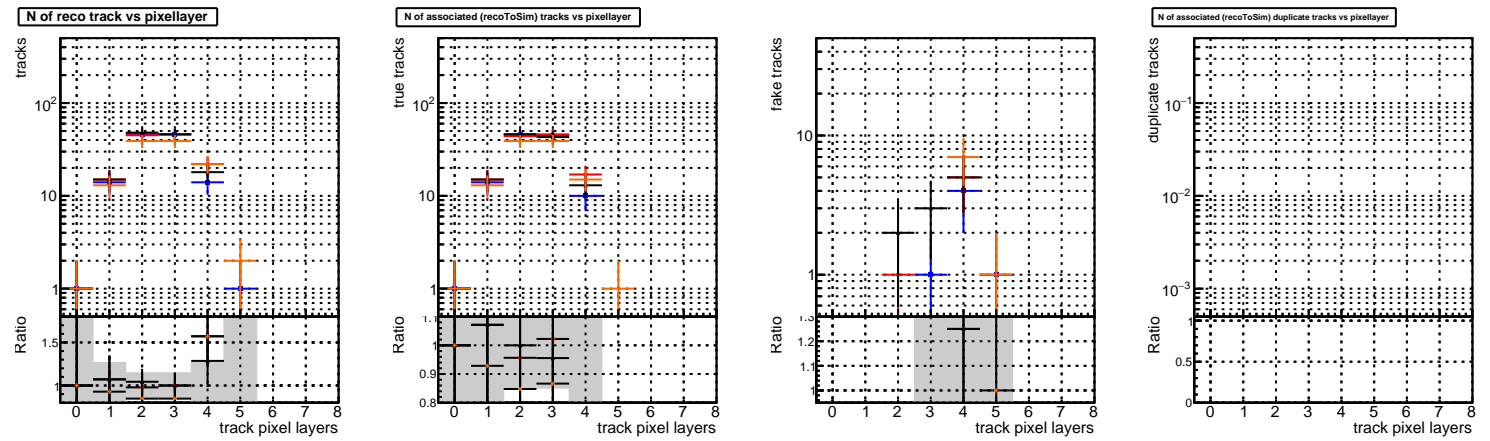 N of reco track vs pixellayer
tracks
10²
10
1
Ratio
1.5
1
0 1 2 3 4 5 6 7 8
track pixel layers
N of associated (recoToSim) tracks vs pixellayer
true tracks
10²
10
1
Ratio
1.1
1
0.9
0.8
0 1 2 3 4 5 6 7 8
track pixel layers
fake tracks
10
1
Ratio
1.3
1.2
1.1
1
0 1 2 3 4 5 6 7 8
track pixel layers
N of associated (recoToSim) duplicate tracks vs pixellayer
duplicate tracks
10⁻¹
10⁻²
10⁻³
Ratio
1
0.5
0
0 1 2 3 4 5 6 7 8
track pixel layers